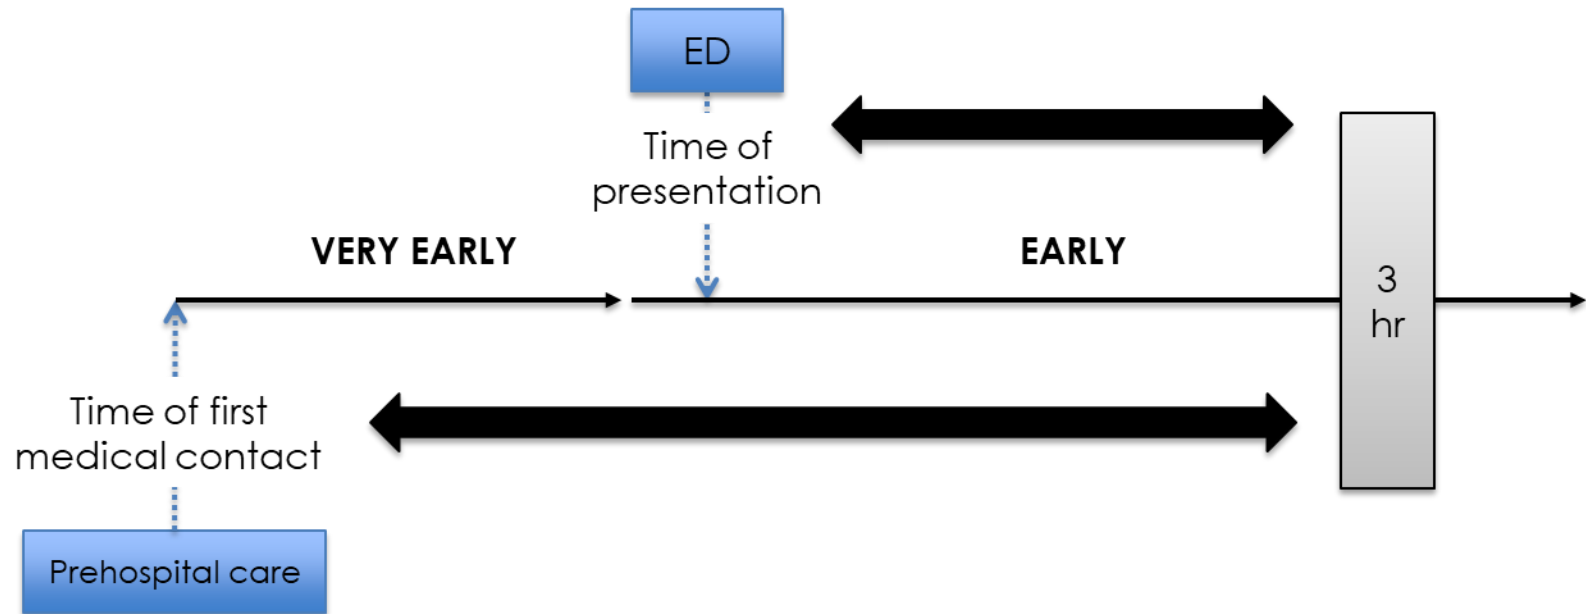 ED
Time of
presentation
VERY EARLY
EARLY
3
hr
Time of first
medical contact
Prehospital care